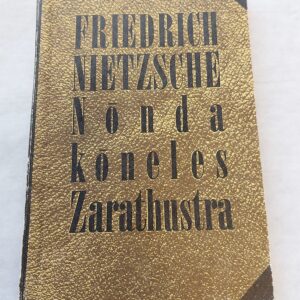 FRIEDRICH
NIETZSCHE
Nõnda
kõneles
Zarathustra